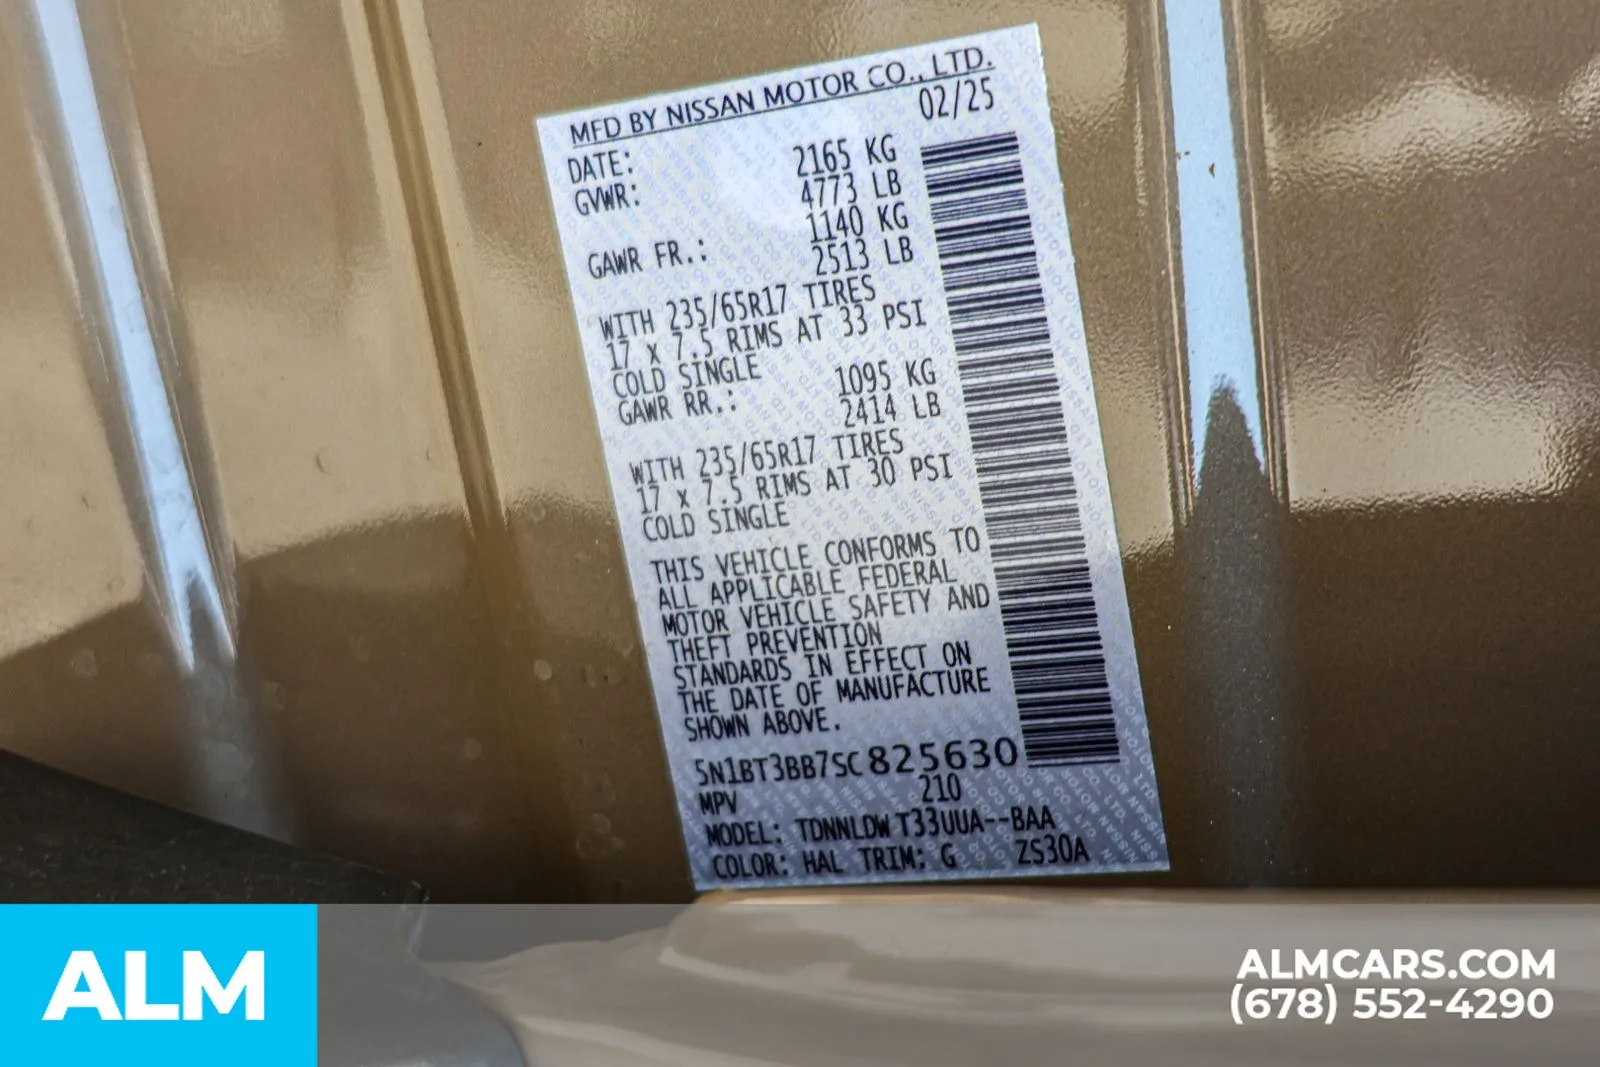 MFD BY NISSAN MOTOR CO., LTD.
DATE: 02/25
GVWR: 2165 KG
4773 LB
GAWR FR.: 1140 KG
2513 LB
WITH 235/65R17 TIRES
17 X 7.5 RIMS AT 33 PSI
COLD SINGLE
GAWR RR.: 1095 KG
2414 LB
WITH 235/65R17 TIRES
17 X 7.5 RIMS AT 30 PSI
COLD SINGLE
THIS VEHICLE CONFORMS TO
ALL APPLICABLE FEDERAL
MOTOR VEHICLE SAFETY AND
THEFT PREVENTION
STANDARDS IN EFFECT ON
THE DATE OF MANUFACTURE
SHOWN ABOVE.
5N1BT3BB7SC825630
MPV 210
MODEL: TDNNLDW T33UUA--BAA
COLOR: HAL TRIM: G ZS30A
ALM
ALMCARS.COM
(678) 552-4290